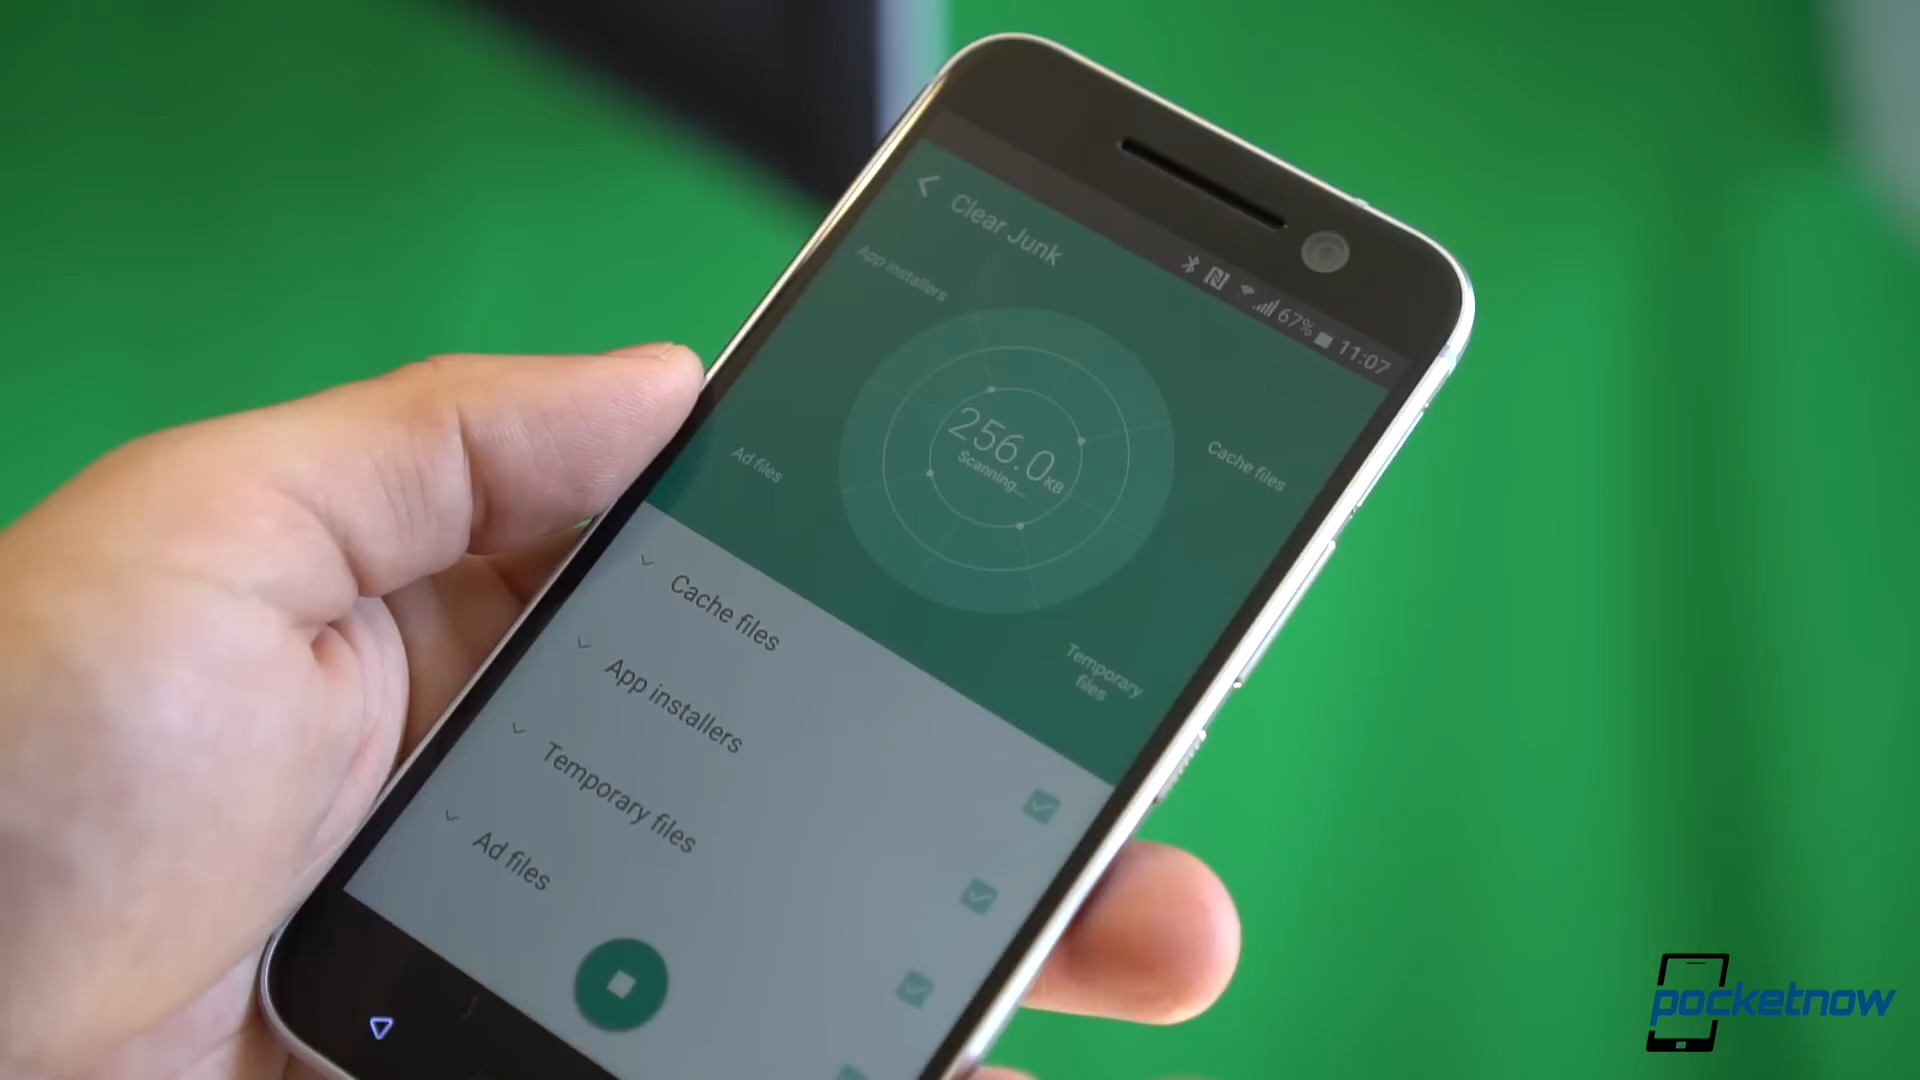 Clear Junk
67% 11:07
App installers
256.0 KB
Scanning...
Ad files
Cache files
Temporary
files
Cache files
App installers
Temporary files
Ad files
pocketnow